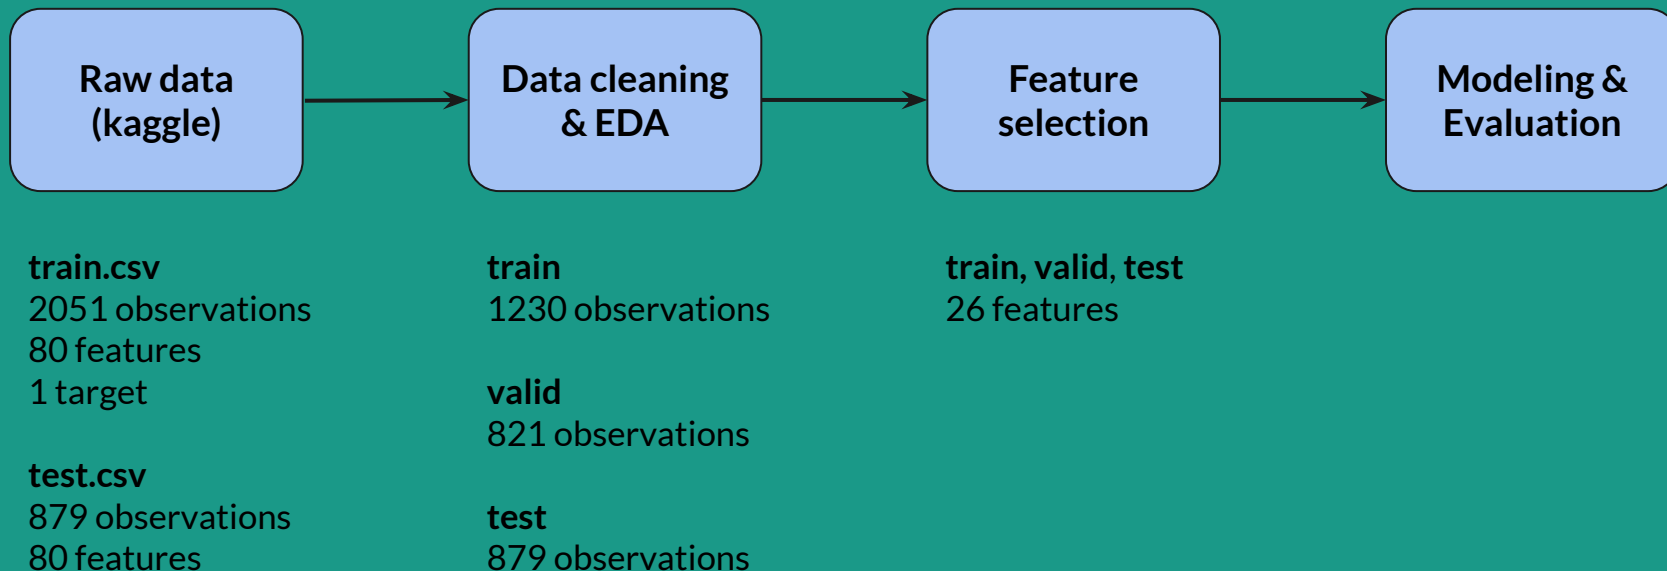 Raw data
(kaggle)
Data cleaning
& EDA
Feature
selection
Modeling &
Evaluation
train.csv
2051 observations
80 features
1 target
test.csv
879 observations
80 features
train
1230 observations
valid
821 observations
test
879 observations
train, valid, test
26 features